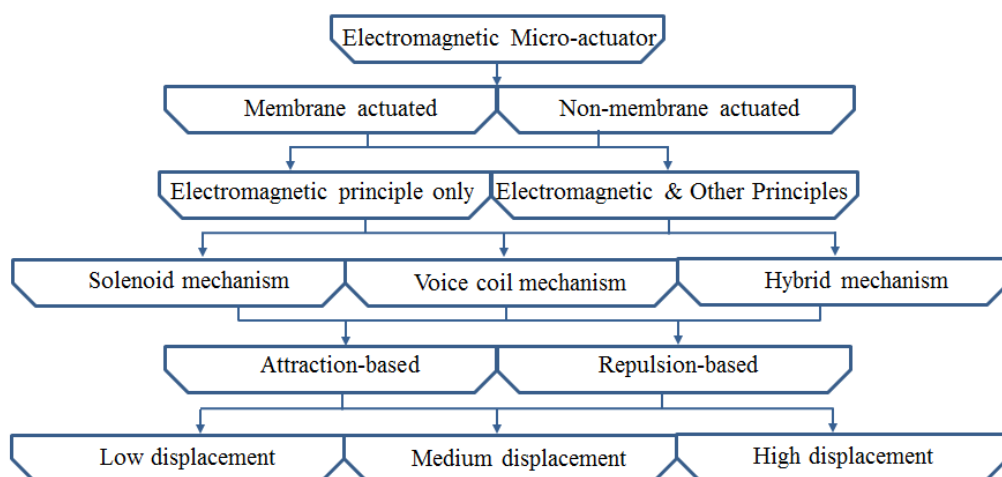 Electromagnetic Micro-actuator
Membrane actuated
Non-membrane actuated
Electromagnetic principle only
Electromagnetic & Other Principles
Solenoid mechanism
Voice coil mechanism
Hybrid mechanism
Attraction-based
Repulsion-based
Low displacement
Medium displacement
High displacement